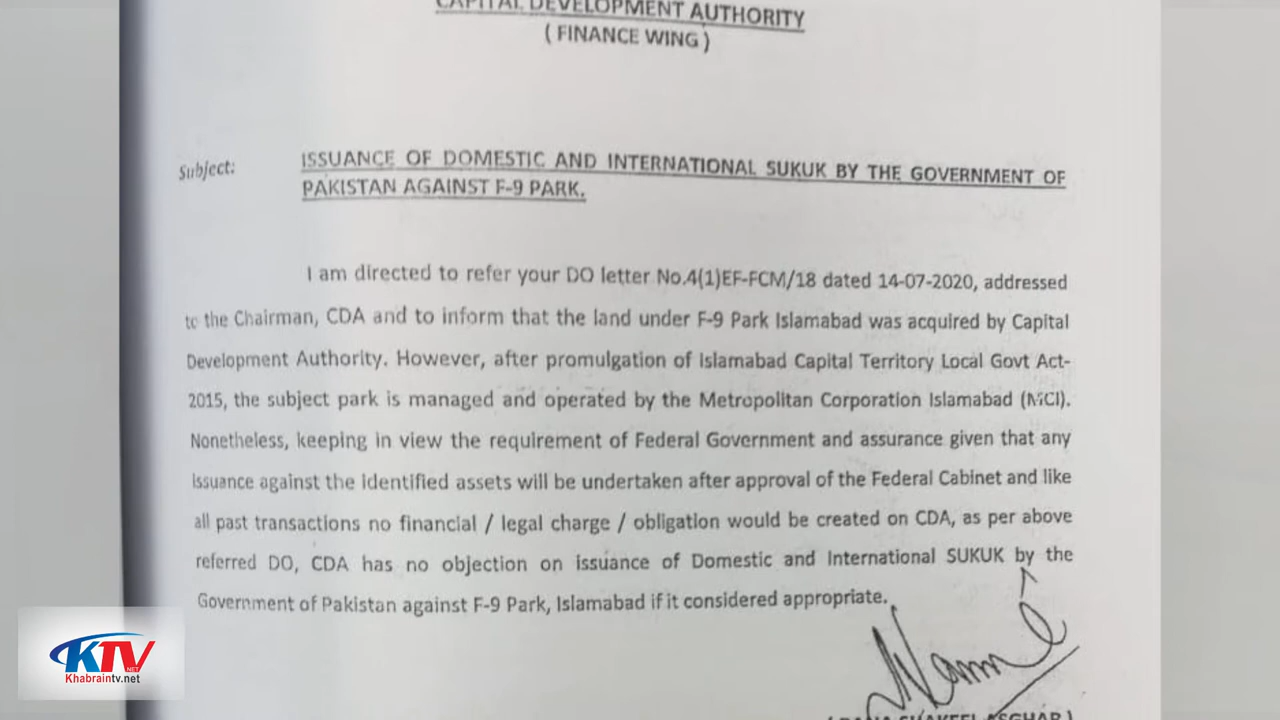 CAPITAL DEVELOPMENT AUTHORITY
( FINANCE WING )
Subject: ISSUANCE OF DOMESTIC AND INTERNATIONAL SUKUK BY THE GOVERNMENT OF
PAKISTAN AGAINST F-9 PARK.
I am directed to refer your DO letter No.4(1)EF-FCM/18 dated 14-07-2020, addressed
to the Chairman, CDA and to inform that the land under F-9 Park Islamabad was acquired by Capital
Development Authority. However, after promulgation of Islamabad Capital Territory Local Govt Act-
2015, the subject park is managed and operated by the Metropolitan Corporation Islamabad (MCI).
Nonetheless, keeping in view the requirement of Federal Government and assurance given that any
issuance against the identified assets will be undertaken after approval of the Federal Cabinet and like
all past transactions no financial / legal charge / obligation would be created on CDA, as per above
referred DO, CDA has no objection on issuance of Domestic and International SUKUK by the
Government of Pakistan against F-9 Park, Islamabad if it considered appropriate.
SHAKEEL ASGHAR )
KTV
.NET
Khabraintv.net